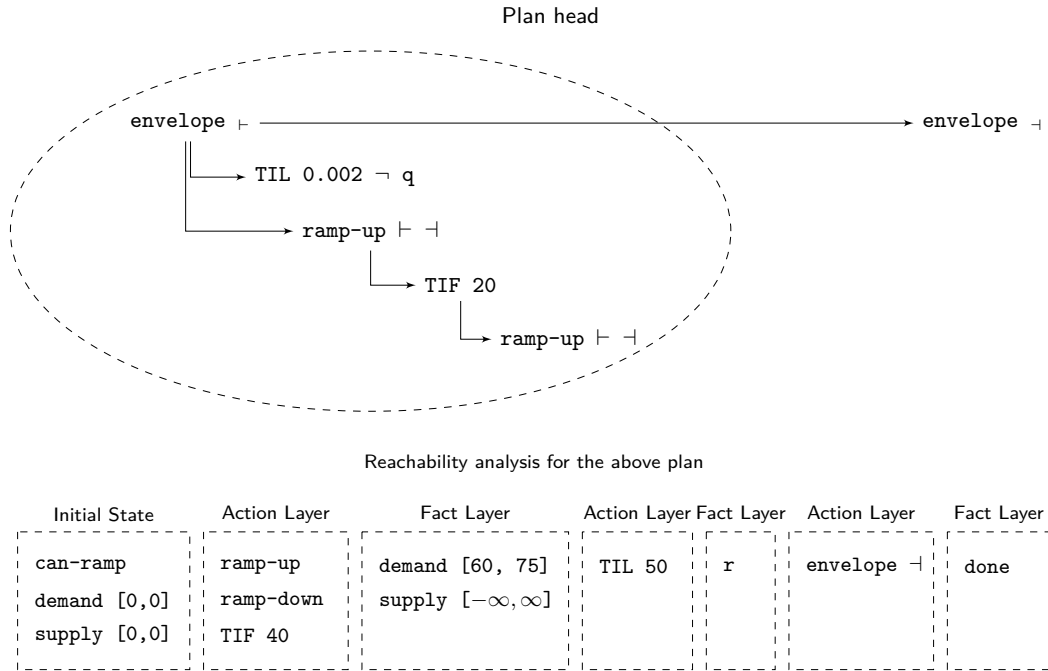 Plan head
envelope ⊢ envelope ⊣
TIL 0.002 ¬ q
ramp-up ⊢ ⊣
TIF 20
ramp-up ⊢ ⊣
Reachability analysis for the above plan
Initial State Action Layer Fact Layer Action Layer Fact Layer Action Layer Fact Layer
can-ramp ramp-up demand [60, 75] TIL 50 r envelope ⊣ done
demand [0,0] ramp-down supply [−∞,∞]
supply [0,0] TIF 40